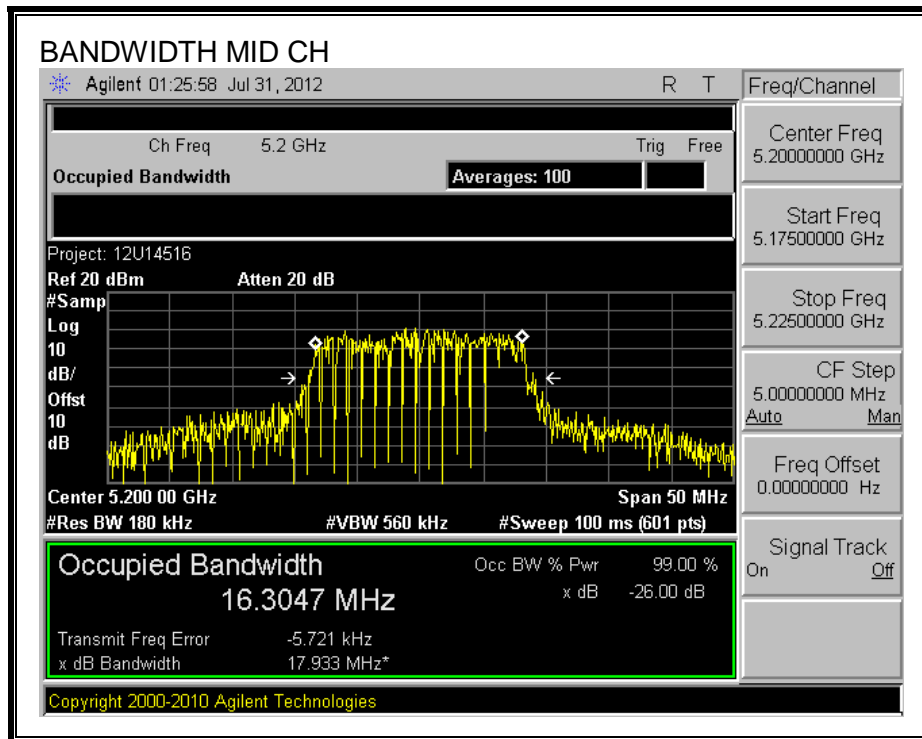 BANDWIDTH MID CH
Agilent 01:25:58 Jul 31, 2012 R T
Freq/Channel
Ch Freq 5.2 GHz Trig Free
Occupied Bandwidth Averages: 100
Project: 12U14516
Ref 20 dBm Atten 20 dB
#Samp
Log
10
dB/
Offst
10
dB
Center 5.200 00 GHz Span 50 MHz
#Res BW 180 kHz #VBW 560 kHz #Sweep 100 ms (601 pts)
Occupied Bandwidth Occ BW % Pwr 99.00 %
16.3047 MHz x dB -26.00 dB
Transmit Freq Error -5.721 kHz
x dB Bandwidth 17.933 MHz*
Copyright 2000-2010 Agilent Technologies
Center Freq
5.20000000 GHz
Start Freq
5.17500000 GHz
Stop Freq
5.22500000 GHz
CF Step
5.00000000 MHz
Auto Man
Freq Offset
0.00000000 Hz
Signal Track
On Off